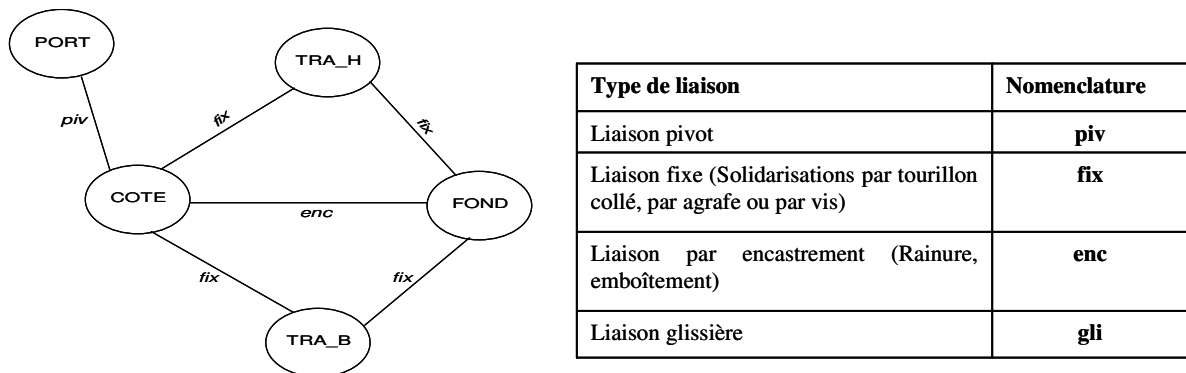 PORT
TRA_H
piv
fix
fix
COTE
enc
FOND
fix
fix
TRA_B
Type de liaison
Nomenclature
Liaison pivot
piv
Liaison fixe (Solidarisations par tourillon
collé, par agrafe ou par vis)
fix
Liaison par encastrement (Rainure,
emboîtement)
enc
Liaison glissière
gli